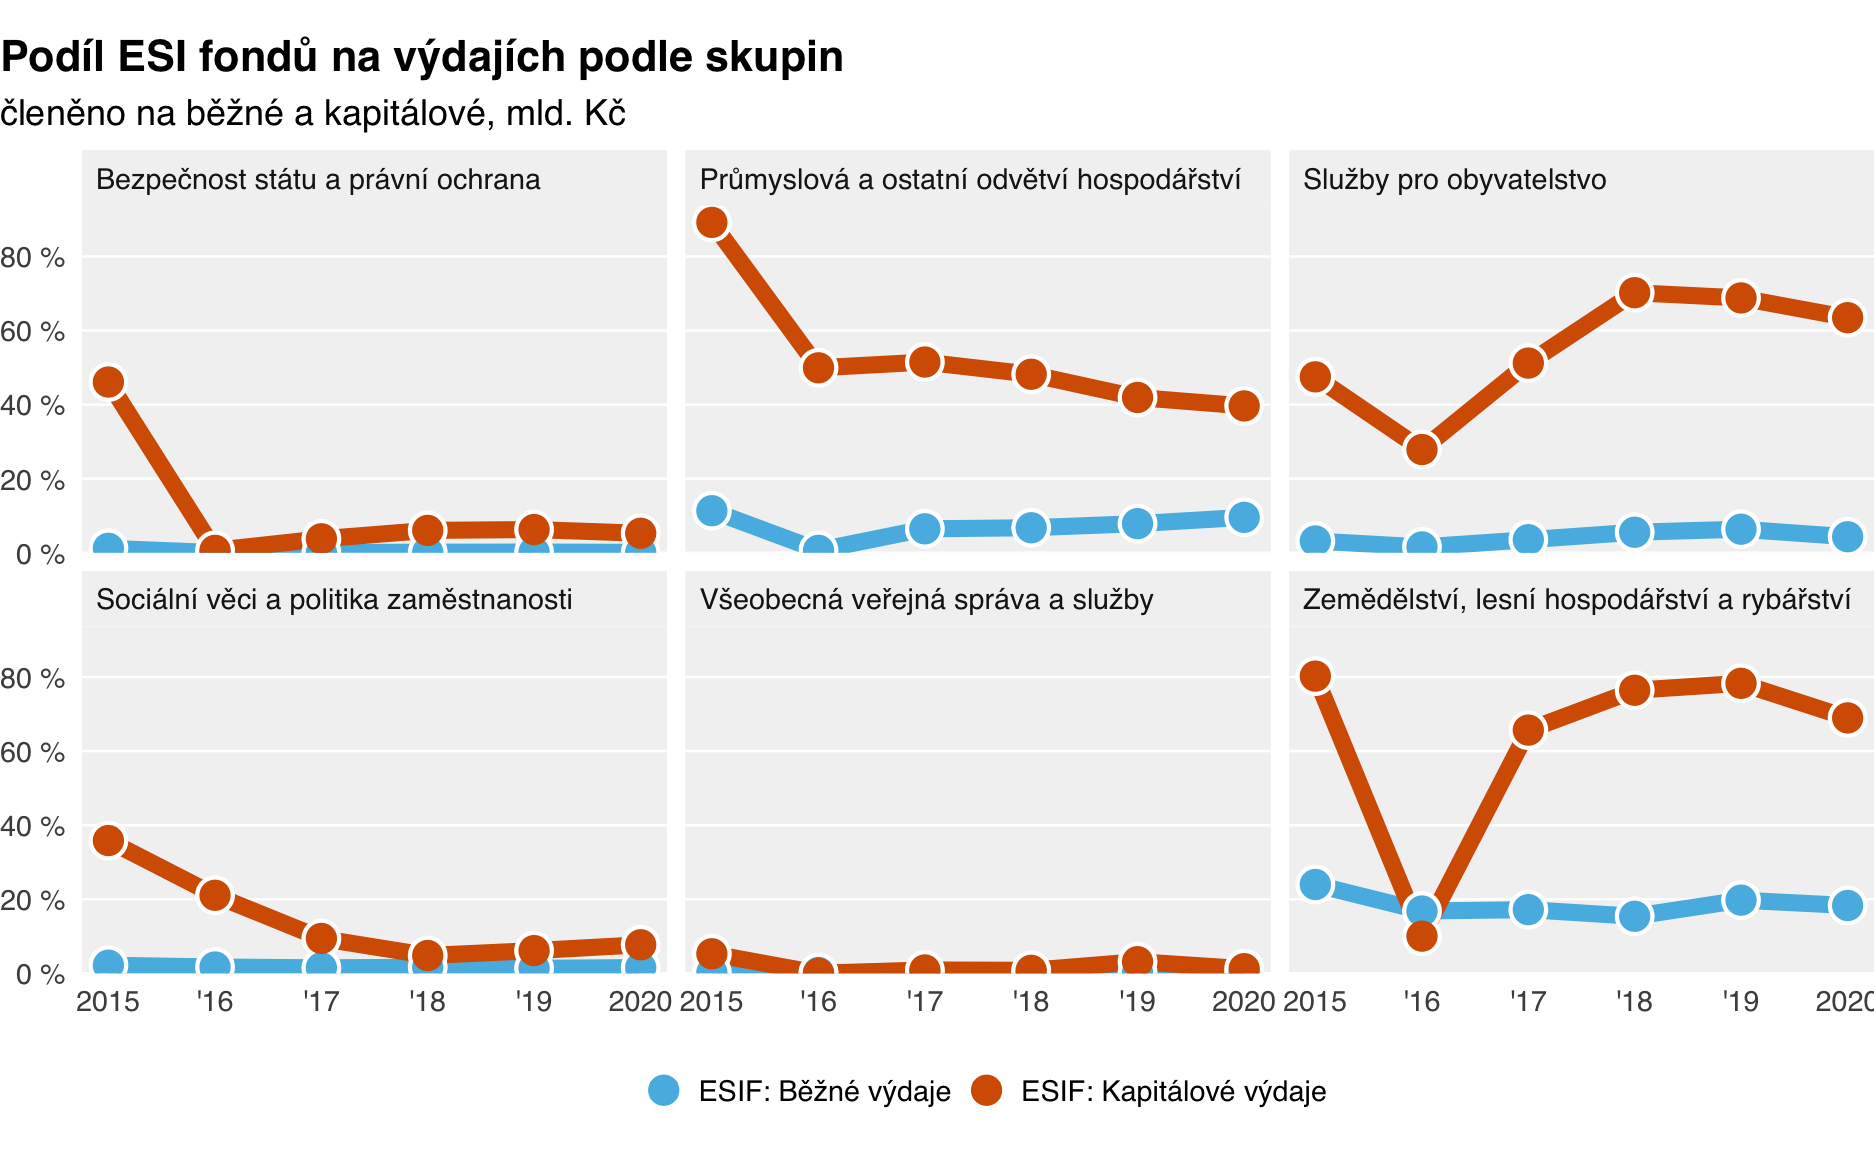 Podíl ESI fondů na výdajích podle skupin
členěno na běžné a kapitálové, mld. Kč
Bezpečnost státu a právní ochrana
Průmyslová a ostatní odvětví hospodářství
Služby pro obyvatelstvo
80 %
60 %
40 %
20 %
0 %
Sociální věci a politika zaměstnanosti
Všeobecná veřejná správa a služby
Zemědělství, lesní hospodářství a rybářství
80 %
60 %
40 %
20 %
0 %
2015 '16 '17 '18 '19 2020 2015 '16 '17 '18 '19 2020 2015 '16 '17 '18 '19 2020
ESIF: Běžné výdaje ESIF: Kapitálové výdaje